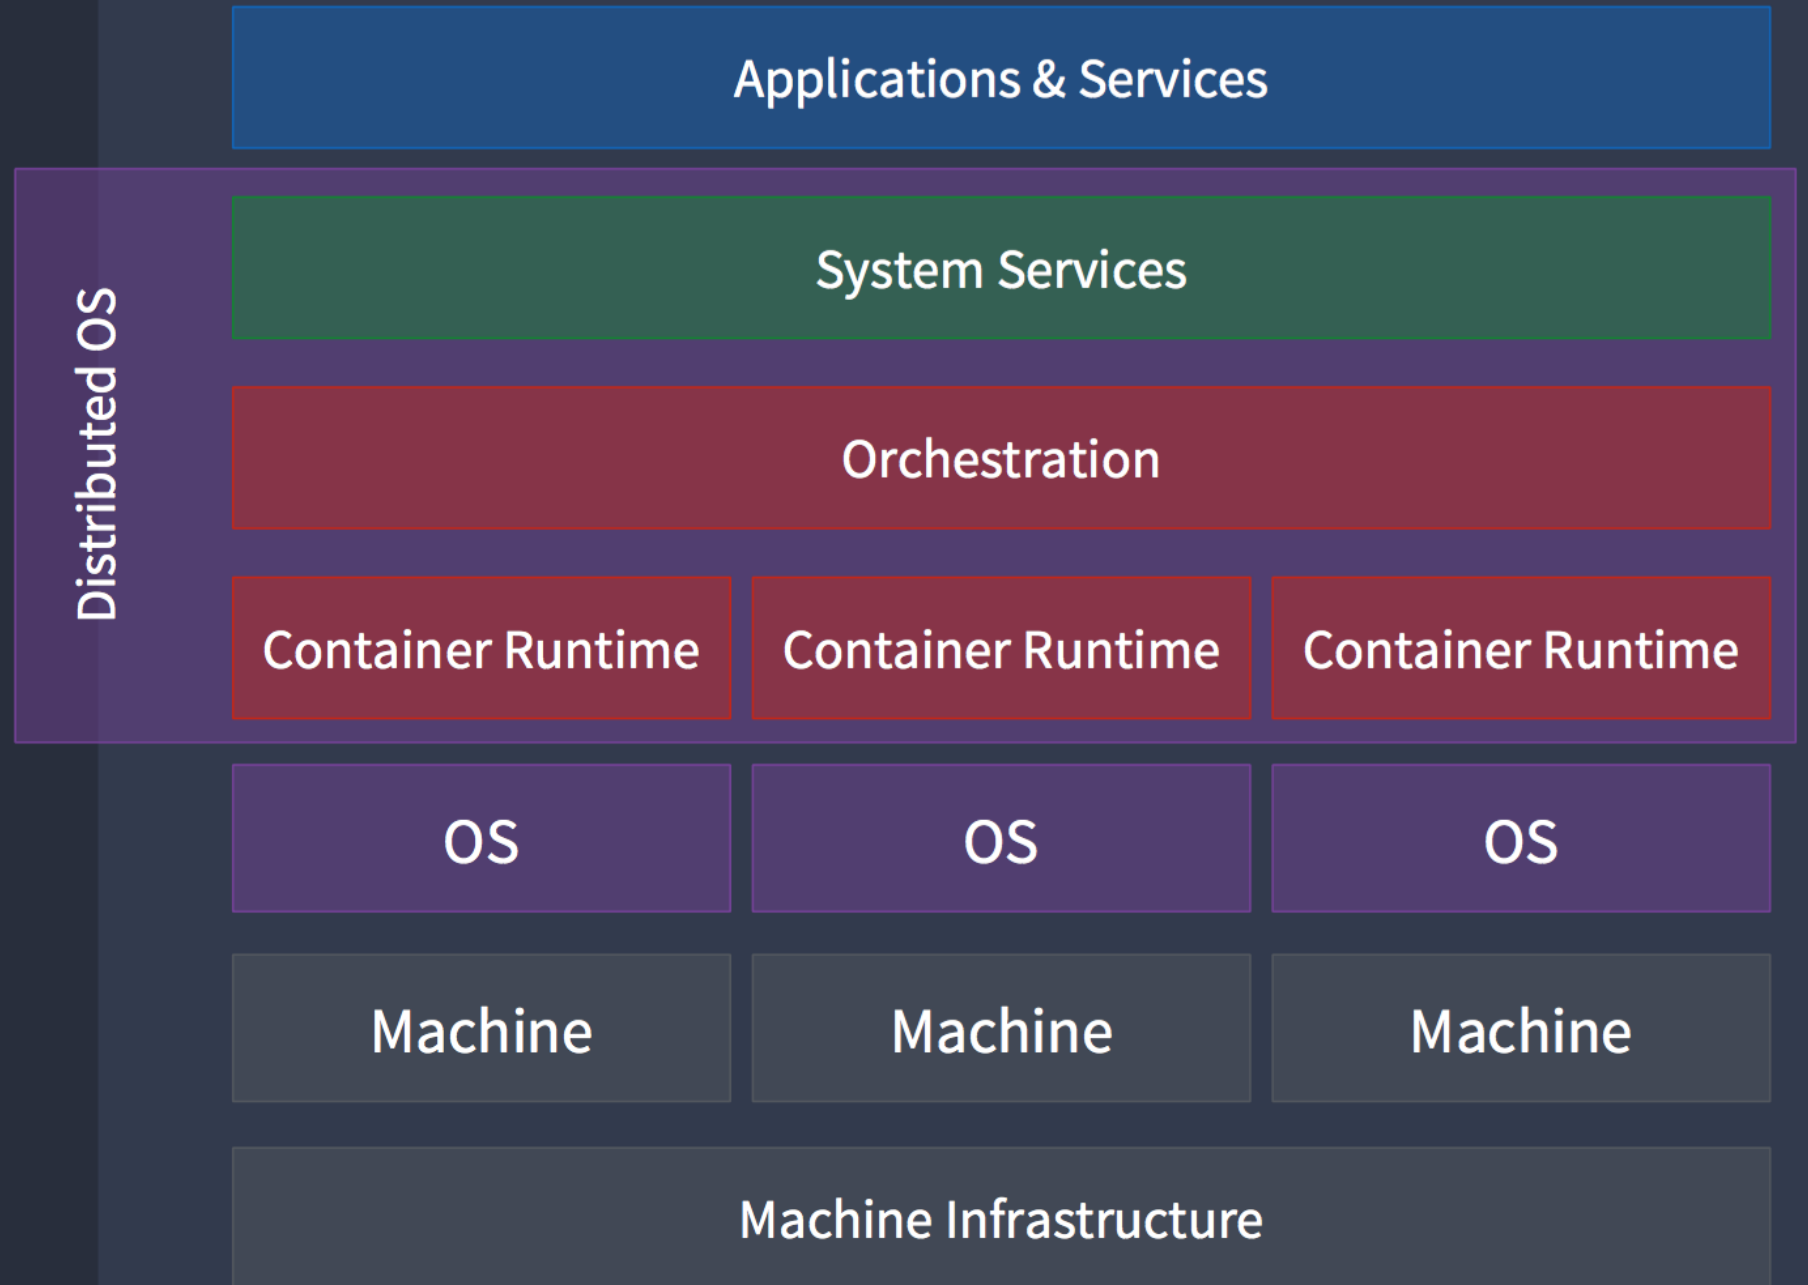 Applications & Services
Distributed OS
System Services
Orchestration
Container Runtime
Container Runtime
Container Runtime
OS
OS
OS
Machine
Machine
Machine
Machine Infrastructure